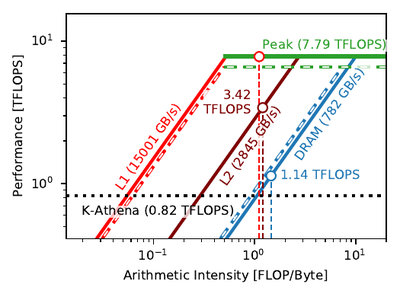 Peak (7.79 TFLOPS)
10¹
3.42
TFLOPS
L1 (15001 GB/s)
L2 (2845 GB/s)
DRAM (782 GB/s)
1.14 TFLOPS
10⁰
K-Athena (0.82 TFLOPS)
Performance [TFLOPS]
10⁻¹
10⁰
10¹
Arithmetic Intensity [FLOP/Byte]